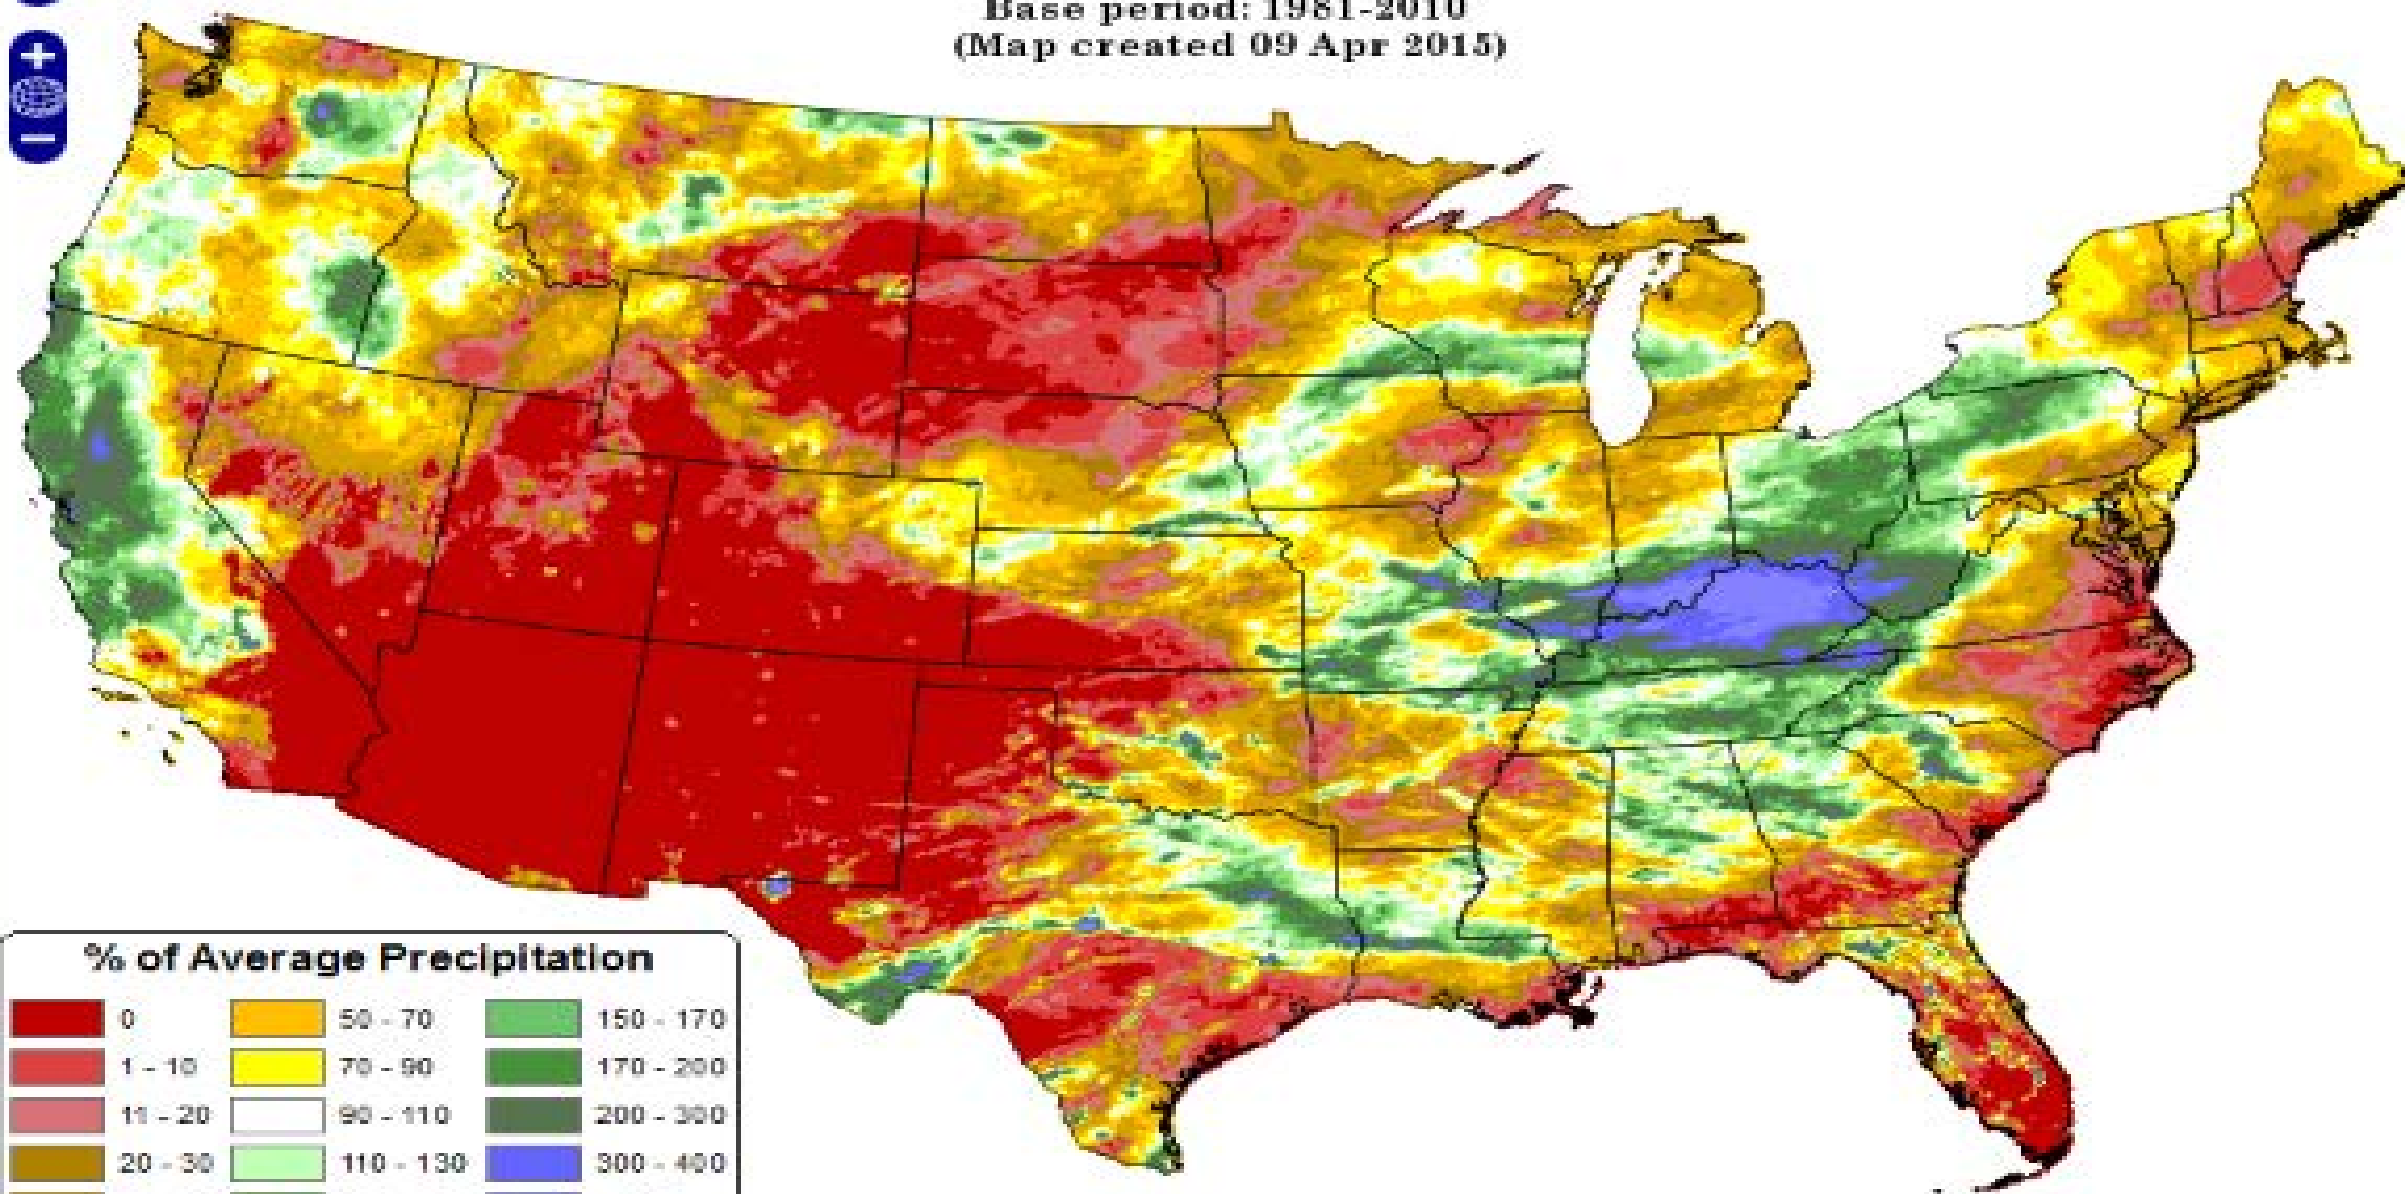 Base period: 1981-2010
(Map created 09 Apr 2015)
% of Average Precipitation
0
50 - 70
150 - 170
1 - 10
70 - 90
170 - 200
11 - 20
90 - 110
200 - 300
20 - 30
110 - 130
300 - 400